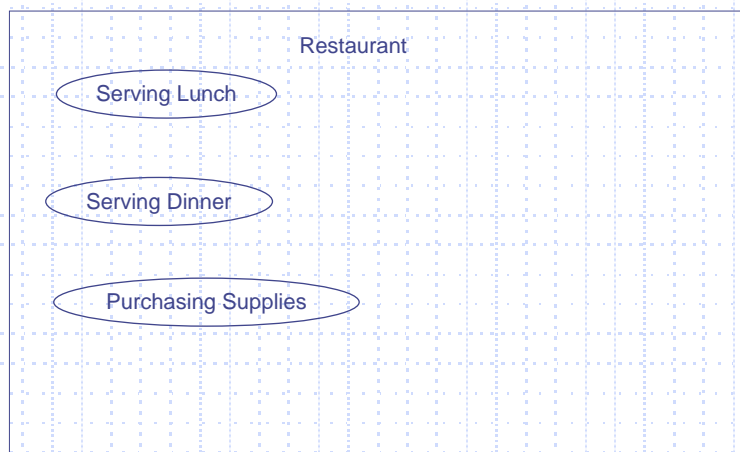 Restaurant
Serving Lunch
Serving Dinner
Purchasing Supplies